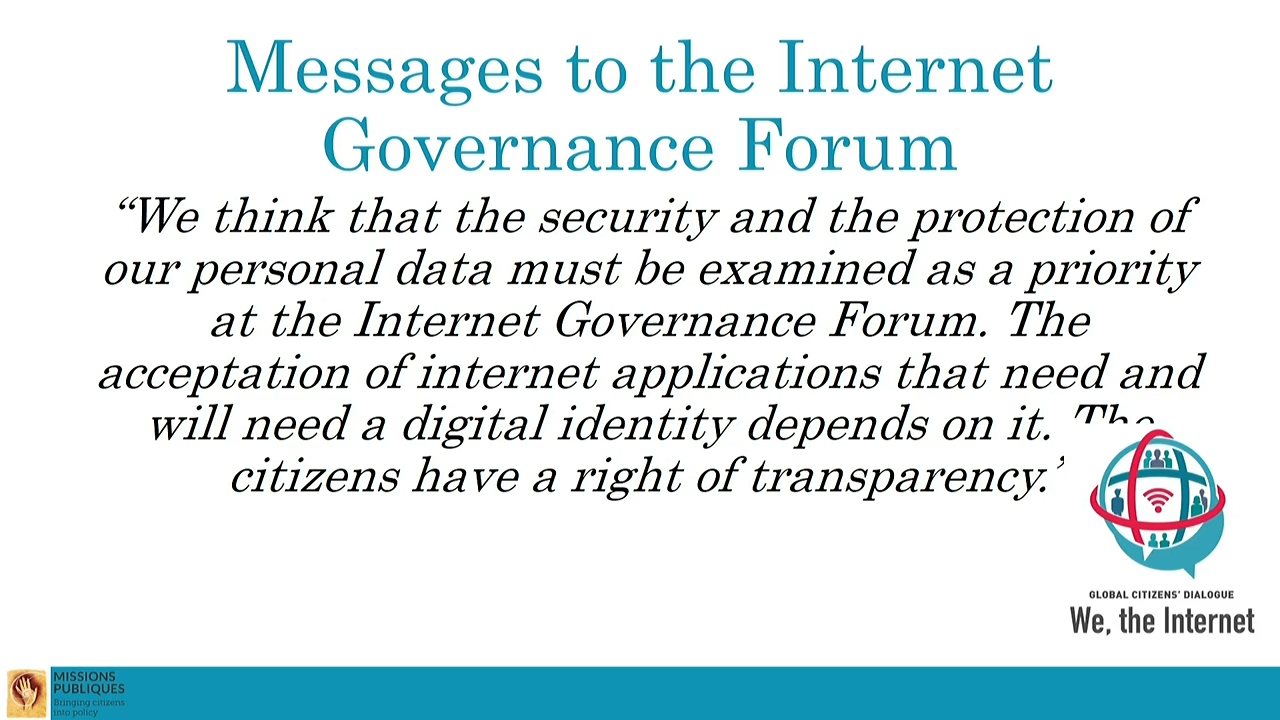 Messages to the Internet
Governance Forum
“We think that the security and the protection of
our personal data must be examined as a priority
at the Internet Governance Forum. The
acceptation of internet applications that need and
will need a digital identity depends on it. The
citizens have a right of transparency.’
GLOBAL CITIZENS’ DIALOGUE
We, the Internet
MISSIONS
PUBLIQUES
Bringing citizens
into policy